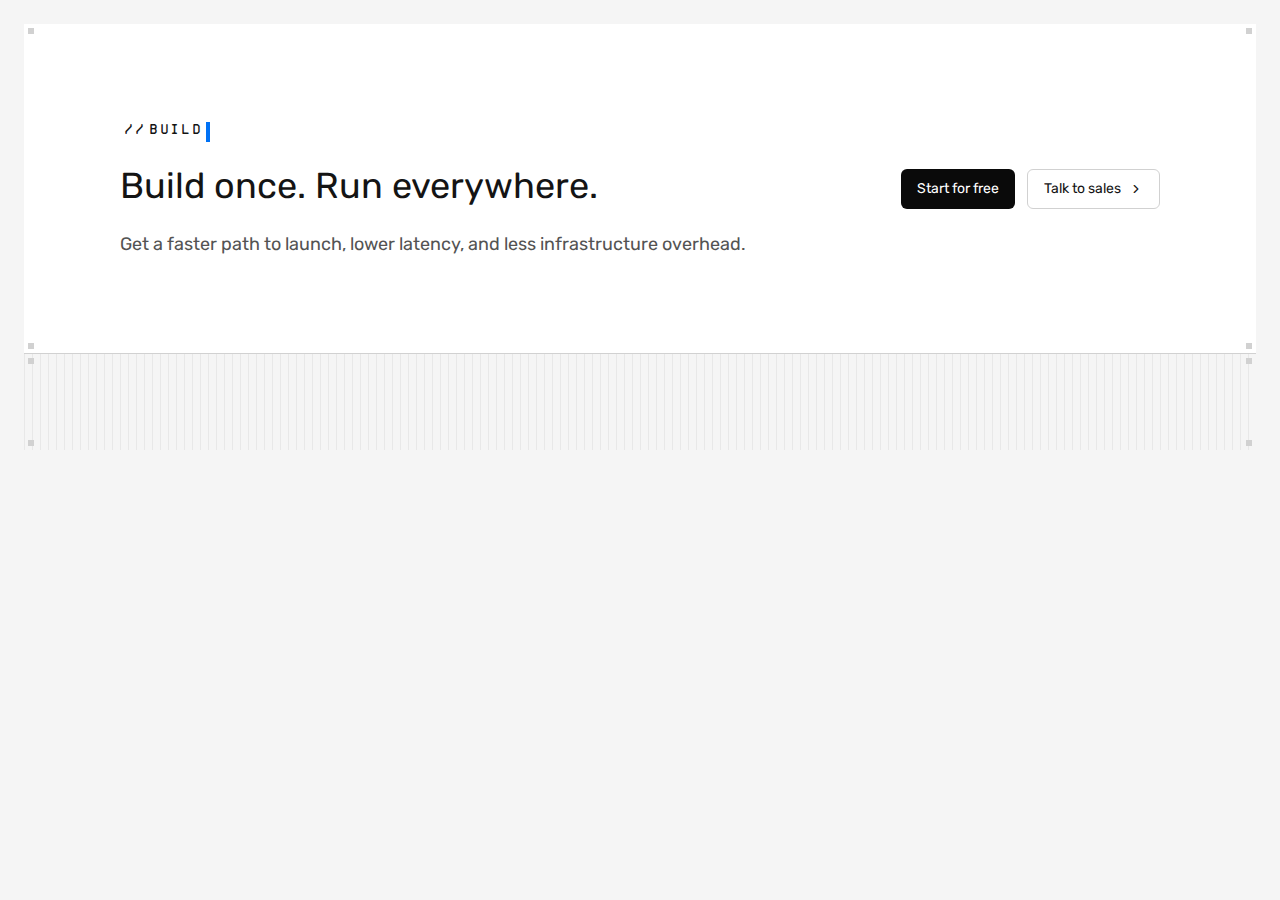 // BUILD
Build once. Run everywhere.
Start for free
Talk to sales
Get a faster path to launch, lower latency, and less infrastructure overhead.